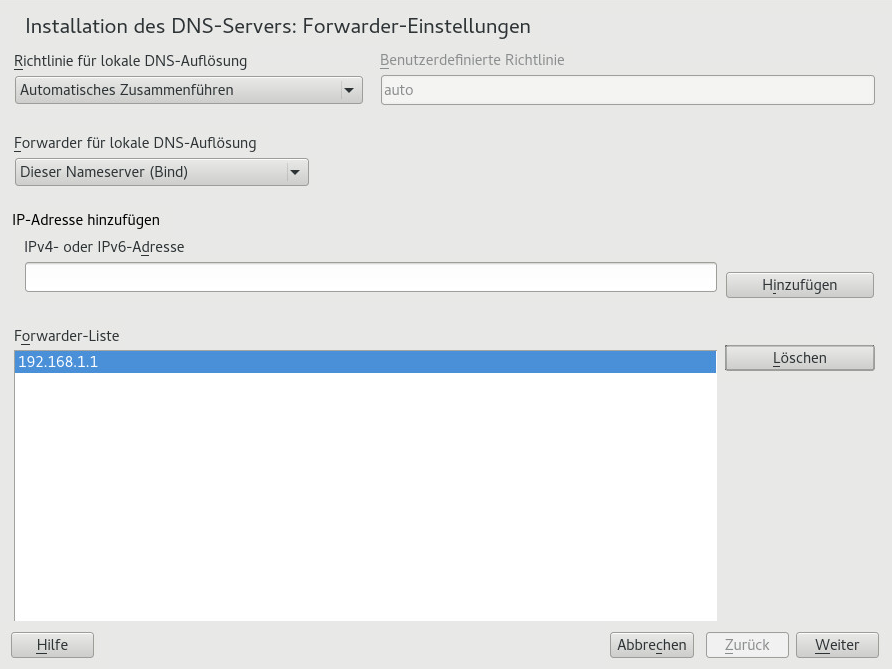 Installation des DNS-Servers: Forwarder-Einstellungen
Richtlinie für lokale DNS-Auflösung
Benutzerdefinierte Richtlinie
Automatisches Zusammenführen
auto
Forwarder für lokale DNS-Auflösung
Dieser Nameserver (Bind)
IP-Adresse hinzufügen
IPv4- oder IPv6-Adresse
Hinzufügen
Forwarder-Liste
192.168.1.1
Löschen
Hilfe
Abbrechen
Zurück
Weiter